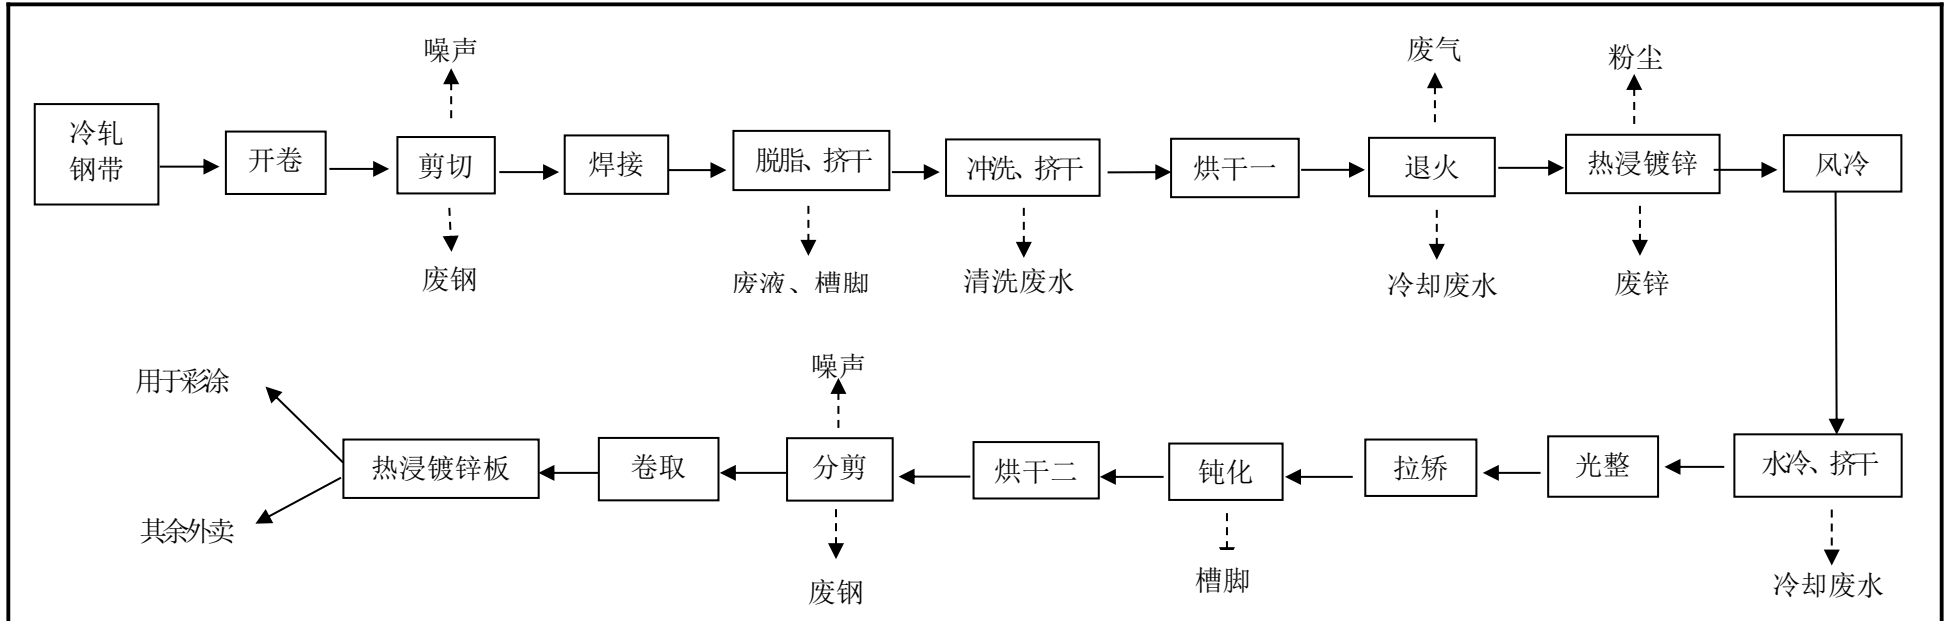 噪声
废气
粉尘
冷轧
钢带
开卷
剪切
焊接
脱脂、挤干
冲洗、挤干
烘干一
退火
热浸镀锌
风冷
废钢
废液、槽脚
清洗废水
冷却废水
废锌
噪声
用于彩涂
热浸镀锌板
卷取
分剪
烘干二
钝化
拉矫
光整
水冷、挤干
其余外卖
废钢
槽脚
冷却废水